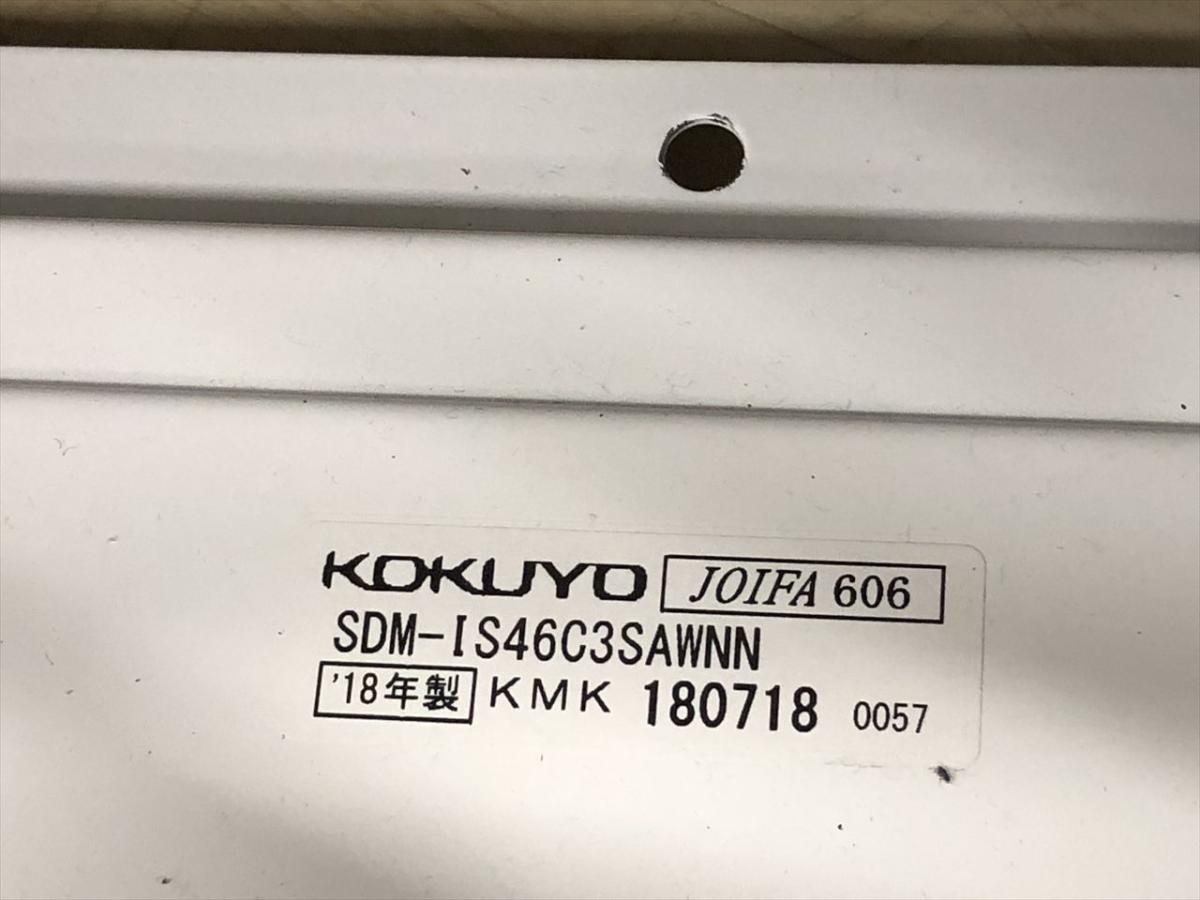 KOKUYO JOIFA 606
SDM-IS46C3SAWNN
'18年製 KMK 180718 0057